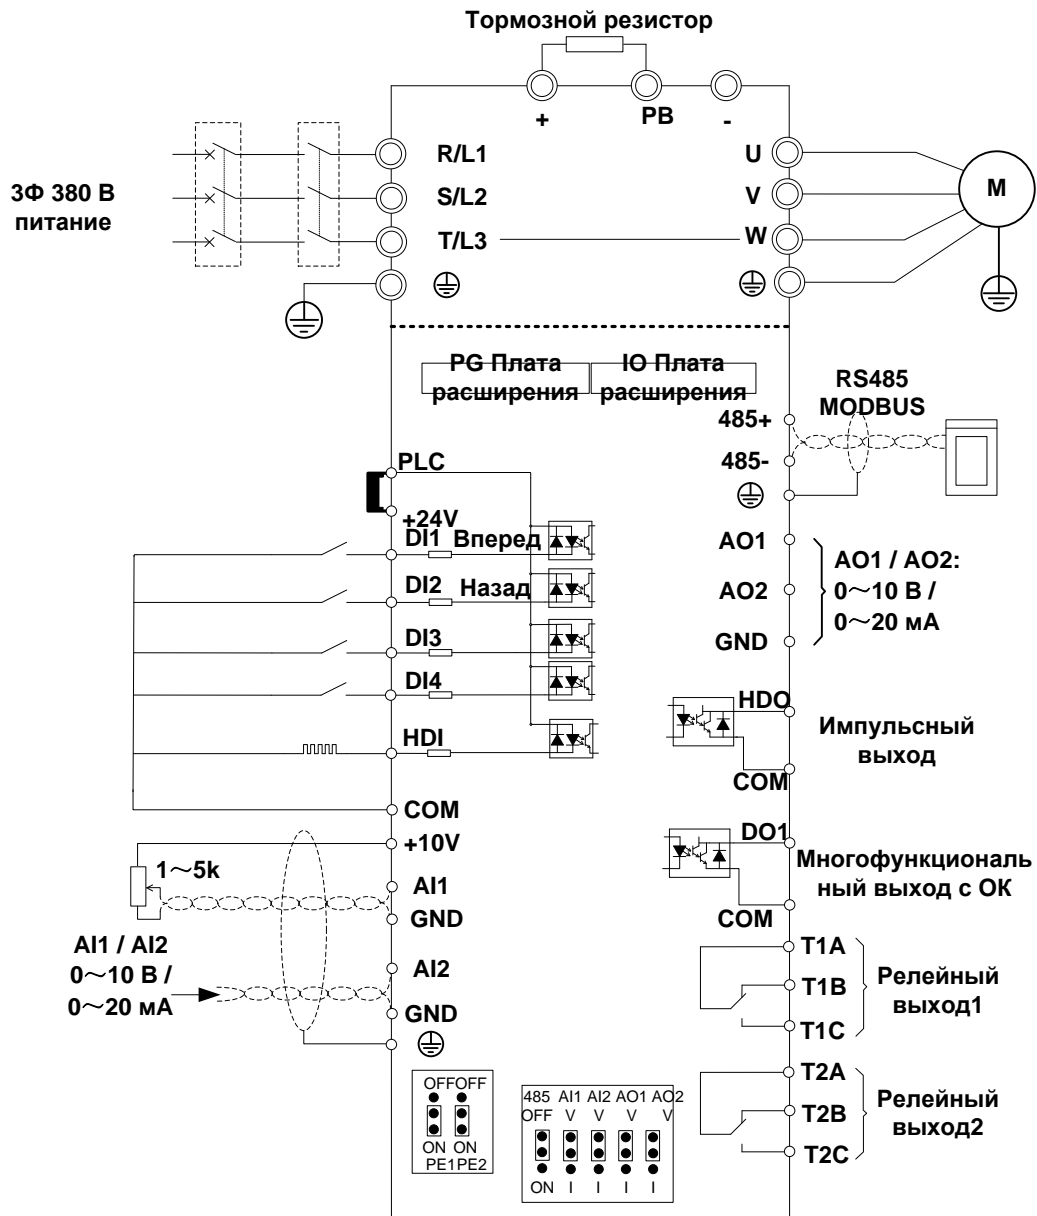 Тормозной резистор
+
PB
-
R/L1
S/L2
T/L3
3Ф 380 В
питание
U
V
W
M
PG Плата
расширения
IO Плата
расширения
RS485
MODBUS
485+
485-
PLC
+24V
DI1 Вперед
DI2 Назад
DI3
DI4
HDI
COM
+10V
1～5k
AI1
GND
AI1 / AI2
0～10 В /
0～20 мА
AI2
GND
AO1
AO2
GND
AO1 / AO2:
0～10 В /
0～20 мА
HDO
COM
Импульсный
выход
DO1
COM
Многофункциональ
ный выход с ОК
T1A
T1B
T1C
Релейный
выход1
T2A
T2B
T2C
Релейный
выход2
OFF OFF
ON ON
PE1 PE2
485 AI1 AI2 AO1 AO2
OFF V V V V
ON I I I I